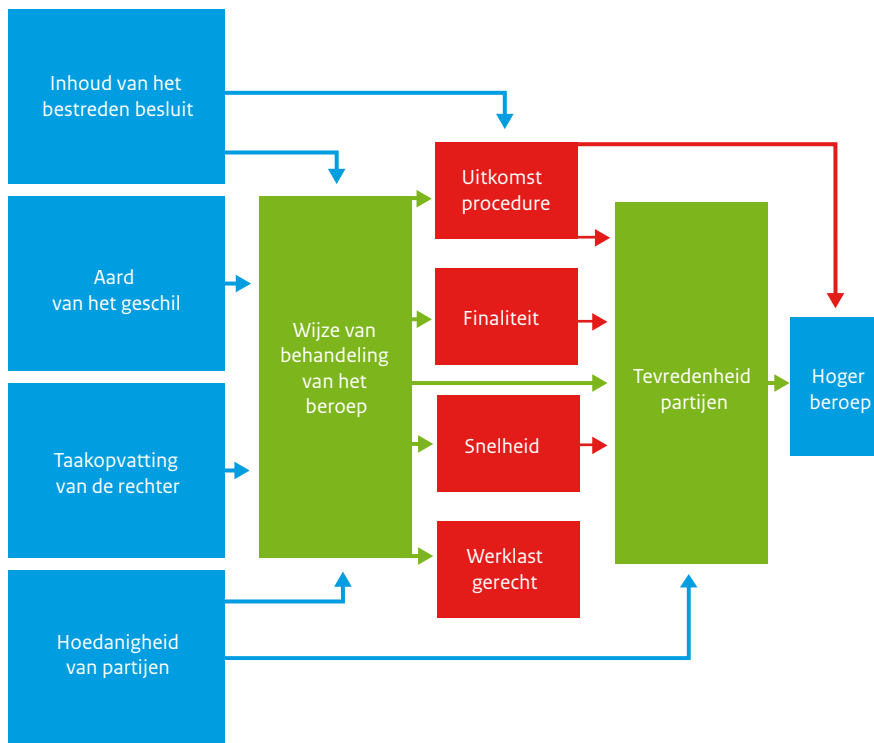 Inhoud van het
bestreden besluit
Aard
van het geschil
Taakopvatting
van de rechter
Hoedanigheid
van partijen
Wijze van
behandeling
van het
beroep
Uitkomst
procedure
Finaliteit
Snelheid
Werklast
gerecht
Tevredenheid
partijen
Hoger
beroep